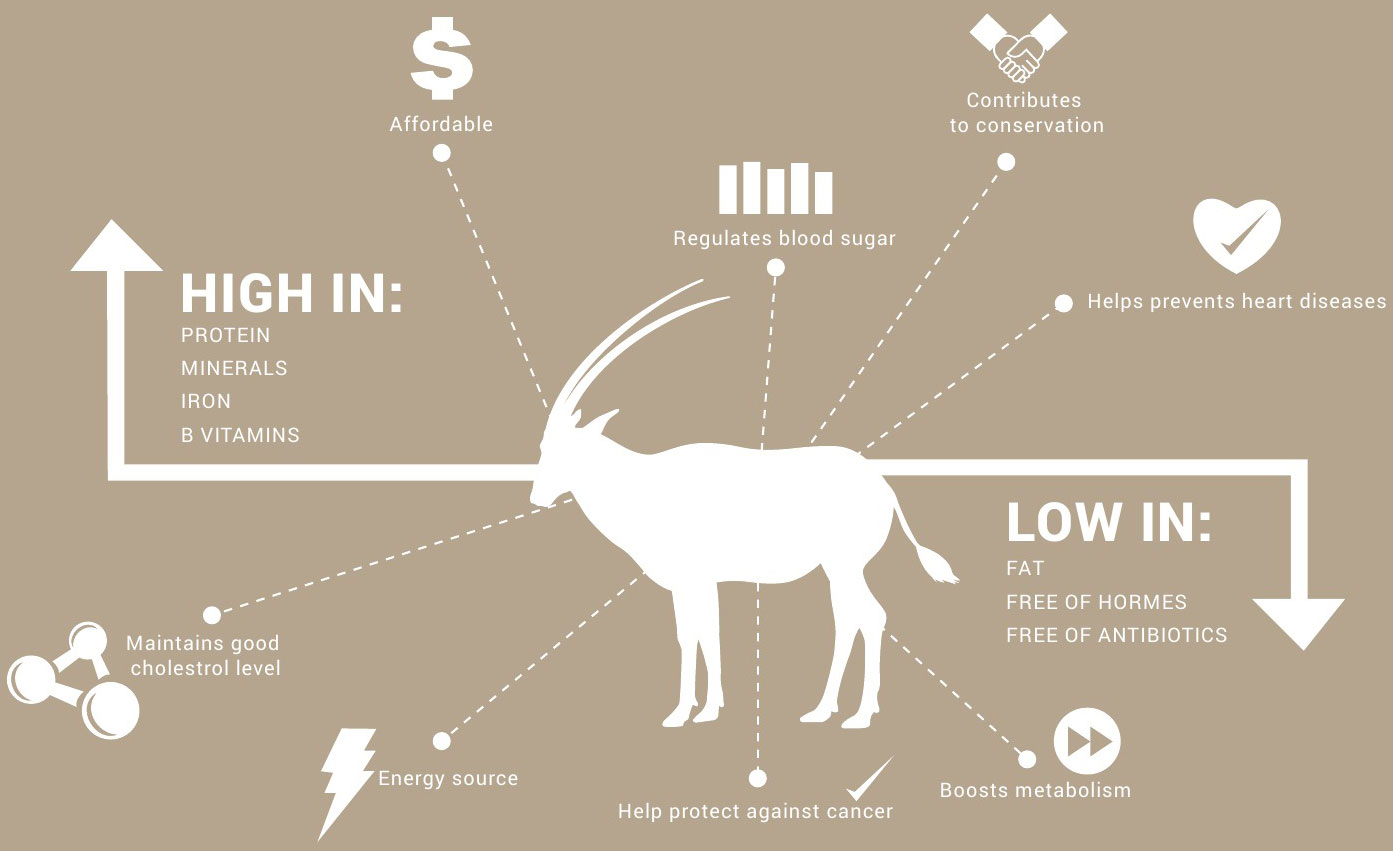 $
Affordable
Contributes
to conservation
Regulates blood sugar
Helps prevents heart diseases
HIGH IN:
PROTEIN
MINERALS
IRON
B VITAMINS
LOW IN:
FAT
FREE OF HORMES
FREE OF ANTIBIOTICS
Maintains good
cholestrol level
Energy source
Help protect against cancer
Boosts metabolism